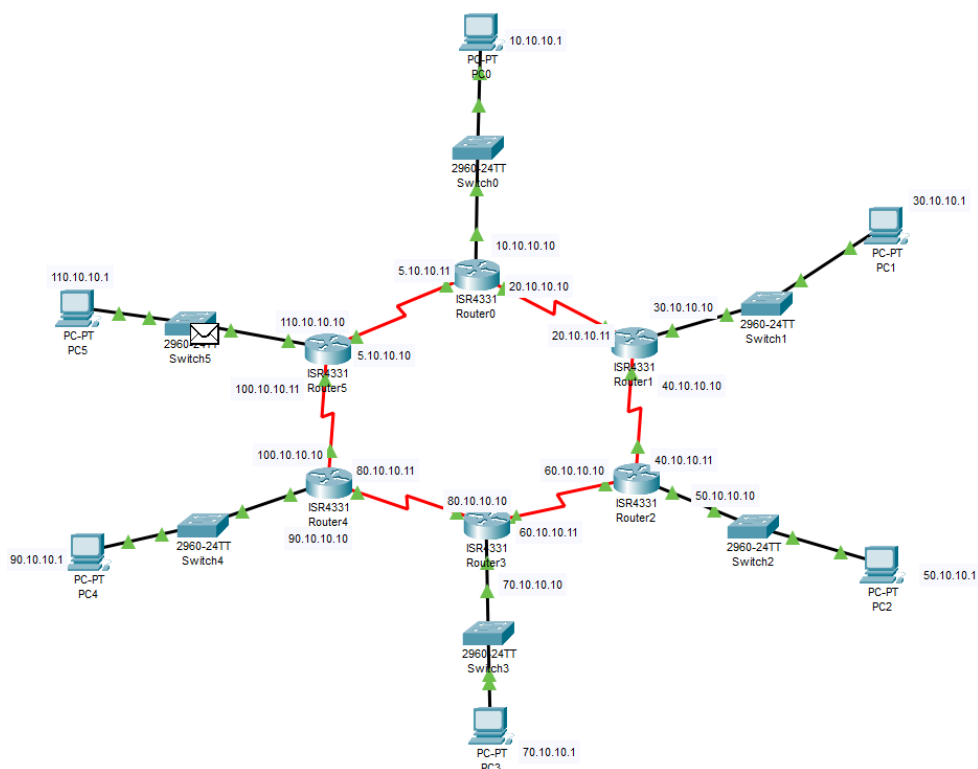 10.10.10.1
PC-PT
PC0
2960-24TT
Switch0
30.10.10.1
PC-PT
PC1
10.10.10.10
5.10.10.11
20.10.10.10
ISR4331
Router0
110.10.10.1
PC-PT
PC5
2960-24TT
Switch5
110.10.10.10
5.10.10.10
ISR4331
Router5
100.10.10.11
30.10.10.10
2960-24TT
Switch1
20.10.10.11
ISR4331
Router1
40.10.10.10
100.10.10.10
80.10.10.11
ISR4331
Router4
90.10.10.10
60.10.10.10
40.10.10.11
ISR4331
Router2
50.10.10.10
80.10.10.10
60.10.10.11
ISR4331
Router3
2960-24TT
Switch4
90.10.10.1
PC-PT
PC4
2960-24TT
Switch2
50.10.10.1
PC-PT
PC2
70.10.10.10
2960-24TT
Switch3
70.10.10.1
PC-PT
PC3